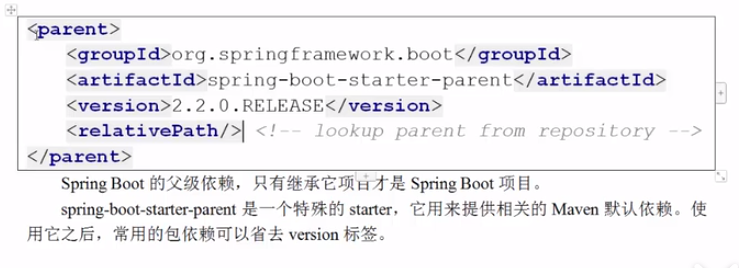 <parent>
<groupId>org.springframework.boot</groupId>
<artifactId>spring-boot-starter-parent</artifactId>
<version>2.2.0.RELEASE</version>
<relativePath/> <!-- lookup parent from repository -->
</parent>
Spring Boot 的父级依赖，只有继承它项目才是 Spring Boot 项目。
spring-boot-starter-parent 是一个特殊的 starter，它用来提供相关的 Maven 默认依赖。使
用它之后，常用的包依赖可以省去 version 标签。